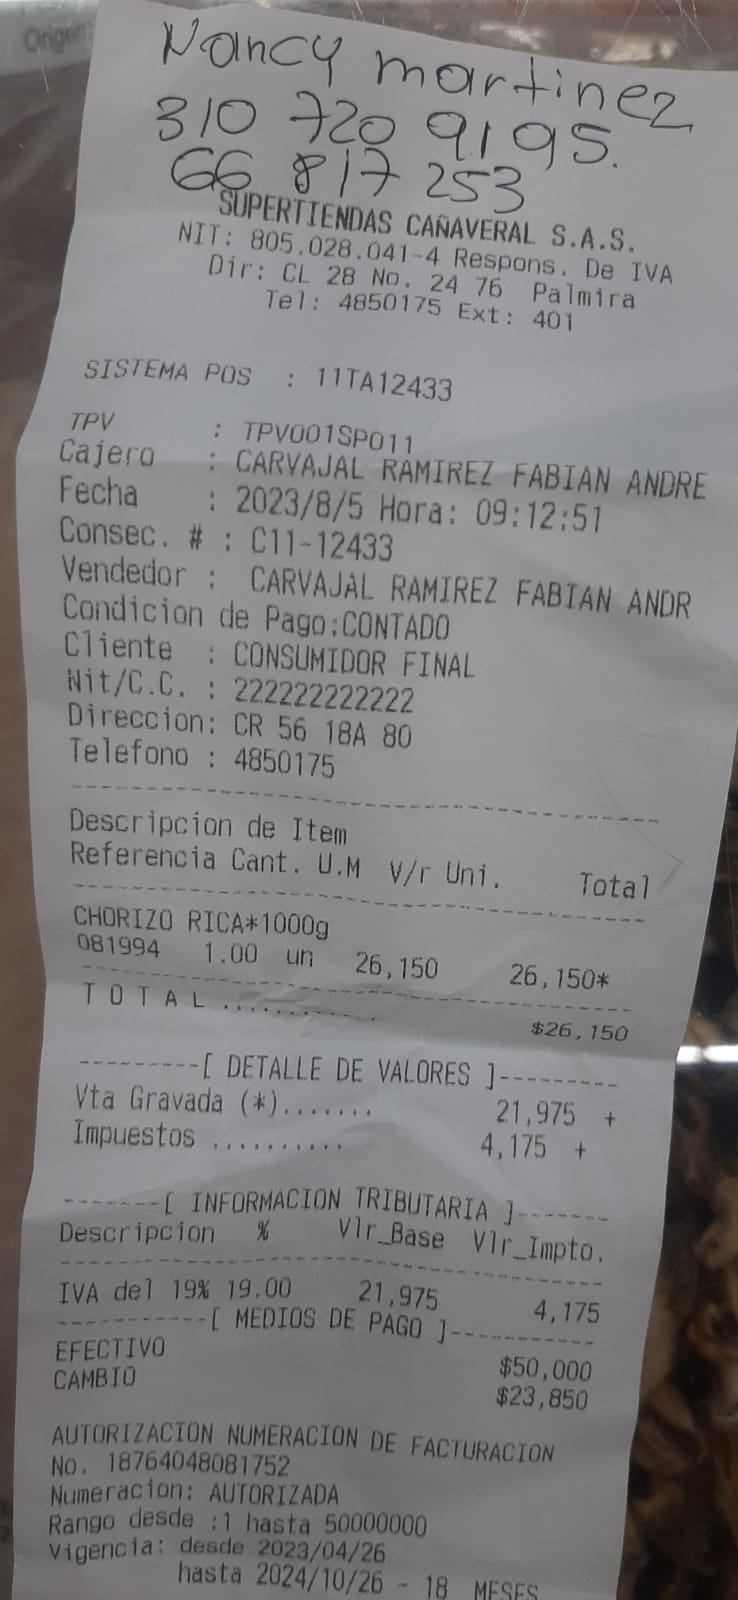 Origen:
Nancy martinez
310 720 9195.
66 817 253
SUPERTIENDAS CAÑAVERAL S.A.S.
NIT: 805.028.041-4 Respons. De IVA
Dir: CL 28 No. 24 76 Palmira
Tel: 4850175 Ext: 401
SISTEMA POS : 11TA12433
TPV : TPV001SP011
Cajero : CARVAJAL RAMIREZ FABIAN ANDRE
Fecha : 2023/8/5 Hora: 09:12:51
Consec. # : C11-12433
Vendedor : CARVAJAL RAMIREZ FABIAN ANDR
Condicion de Pago:CONTADO
Cliente : CONSUMIDOR FINAL
Nit/C.C. : 222222222222
Direccion: CR 56 18A 80
Telefono : 4850175
Descripcion de Item
Referencia Cant. U.M V/r Uni. Total
CHORIZO RICA*1000g
081994 1.00 un 26,150 26,150*
T O T A L ............ $26,150
---------[ DETALLE DE VALORES ]---------
Vta Gravada (*)....... 21,975 +
Impuestos .......... 4,175 +
-------[ INFORMACION TRIBUTARIA ]-------
Descripcion % Vlr_Base Vlr_Impto.
IVA del 19% 19.00 21,975 4,175
-----------[ MEDIOS DE PAGO ]-----------
EFECTIVO $50,000
CAMBIO $23,850
AUTORIZACION NUMERACION DE FACTURACION
No. 18764048081752
Numeracion: AUTORIZADA
Rango desde :1 hasta 50000000
Vigencia: desde 2023/04/26
hasta 2024/10/26 - 18 MESES